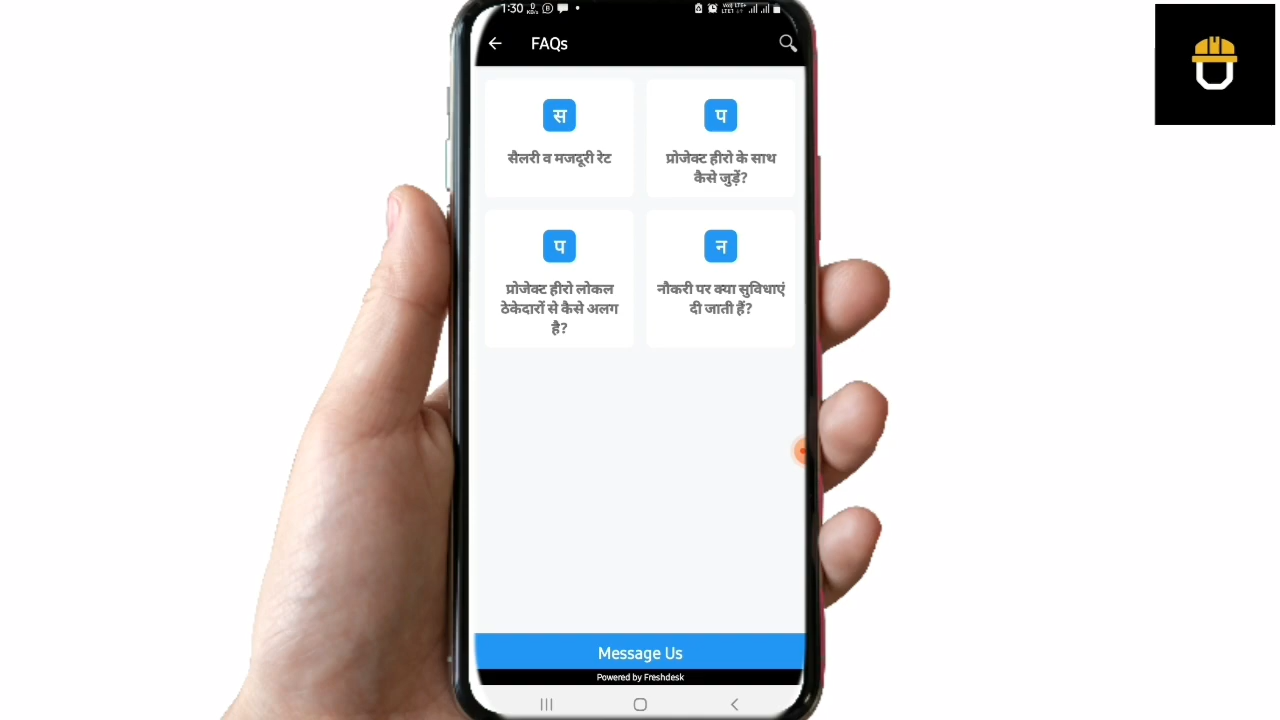 1:30
FAQs
स
सैलरी व मजदूरी रेट
प
प्रोजेक्ट हीरो के साथ
कैसे जुड़ें?
प
प्रोजेक्ट हीरो लोकल
ठेकेदारों से कैसे अलग
है?
न
नौकरी पर क्या सुविधाएं
दी जाती हैं?
Message Us
Powered by Freshdesk